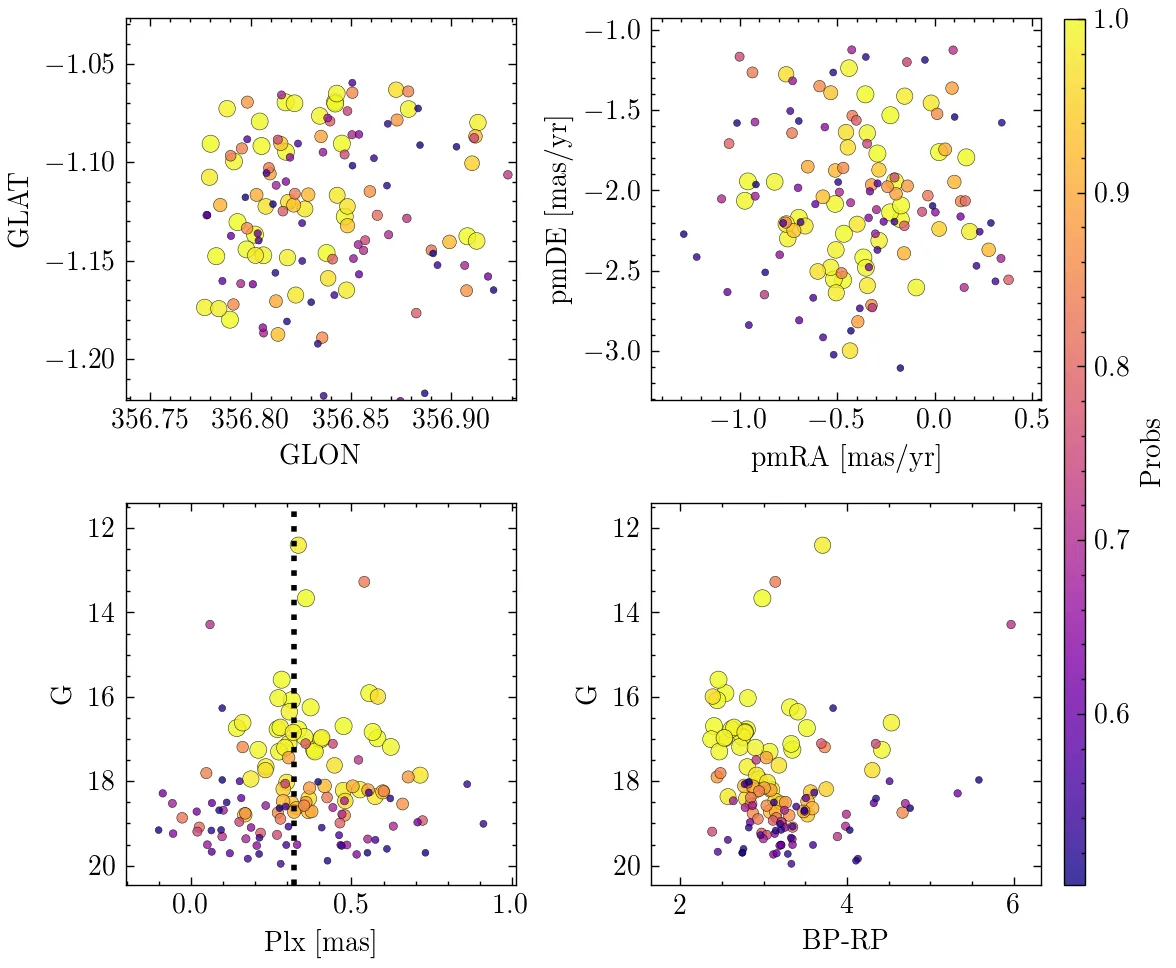 −1.05
−1.10
−1.15
−1.20
GLAT
356.75 356.80 356.85 356.90
GLON
−1.0
−1.5
−2.0
−2.5
−3.0
pmDE [mas/yr]
−1.0 −0.5 0.0 0.5
pmRA [mas/yr]
12
14
16
18
20
G
0.0 0.5 1.0
Plx [mas]
12
14
16
18
20
G
2 4 6
BP-RP
1.0
0.9
0.8
0.7
0.6
Probs